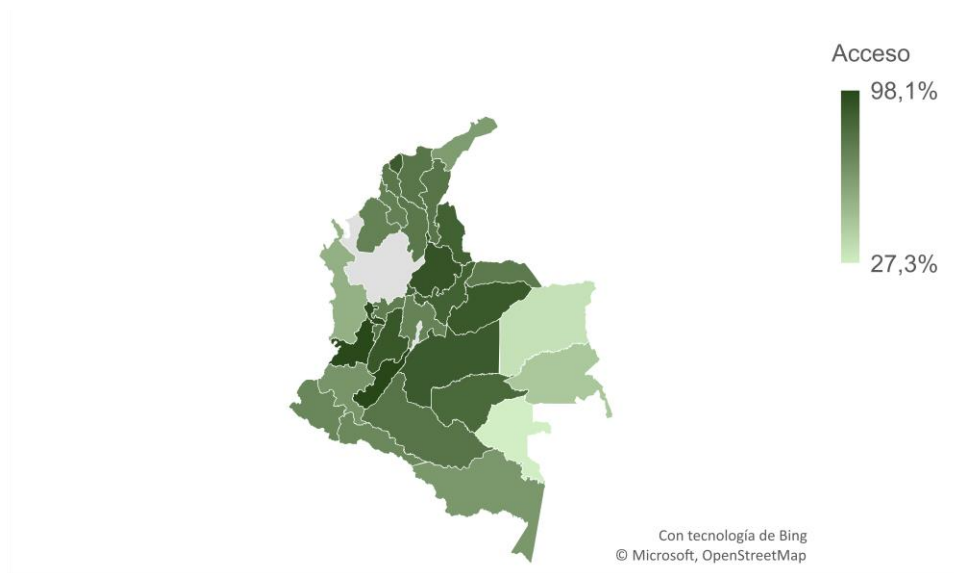 Acceso
98,1%
27,3%
Con tecnología de Bing
© Microsoft, OpenStreetMap